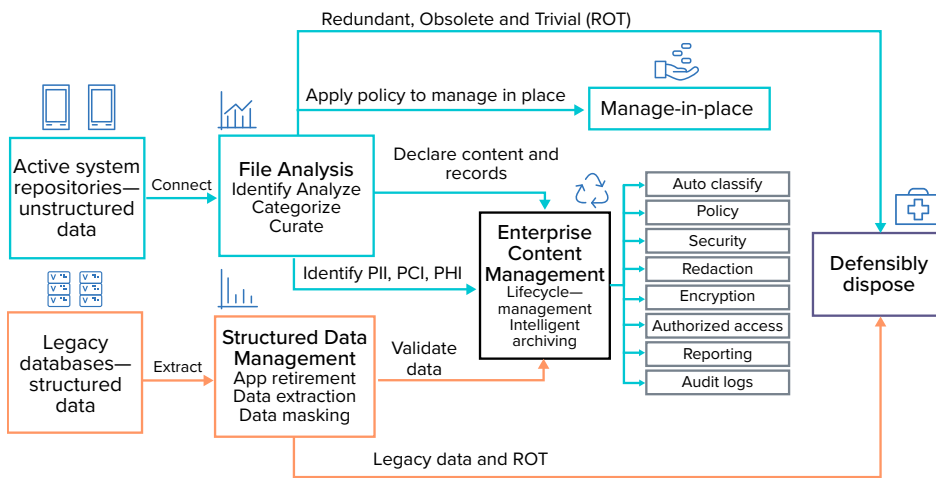 Redundant, Obsolete and Trivial (ROT)
Apply policy to manage in place
Manage-in-place
Active system
repositories—
unstructured
data
Connect
File Analysis
Identify Analyze
Categorize
Curate
Declare content and
records
Identify PII, PCI, PHI
Enterprise
Content
Management
Lifecycle—
management
Intelligent
archiving
Auto classify
Policy
Security
Redaction
Encryption
Authorized access
Reporting
Audit logs
Defensibly
dispose
Legacy
databases—
structured
data
Extract
Structured Data
Management
App retirement
Data extraction
Data masking
Validate
data
Legacy data and ROT